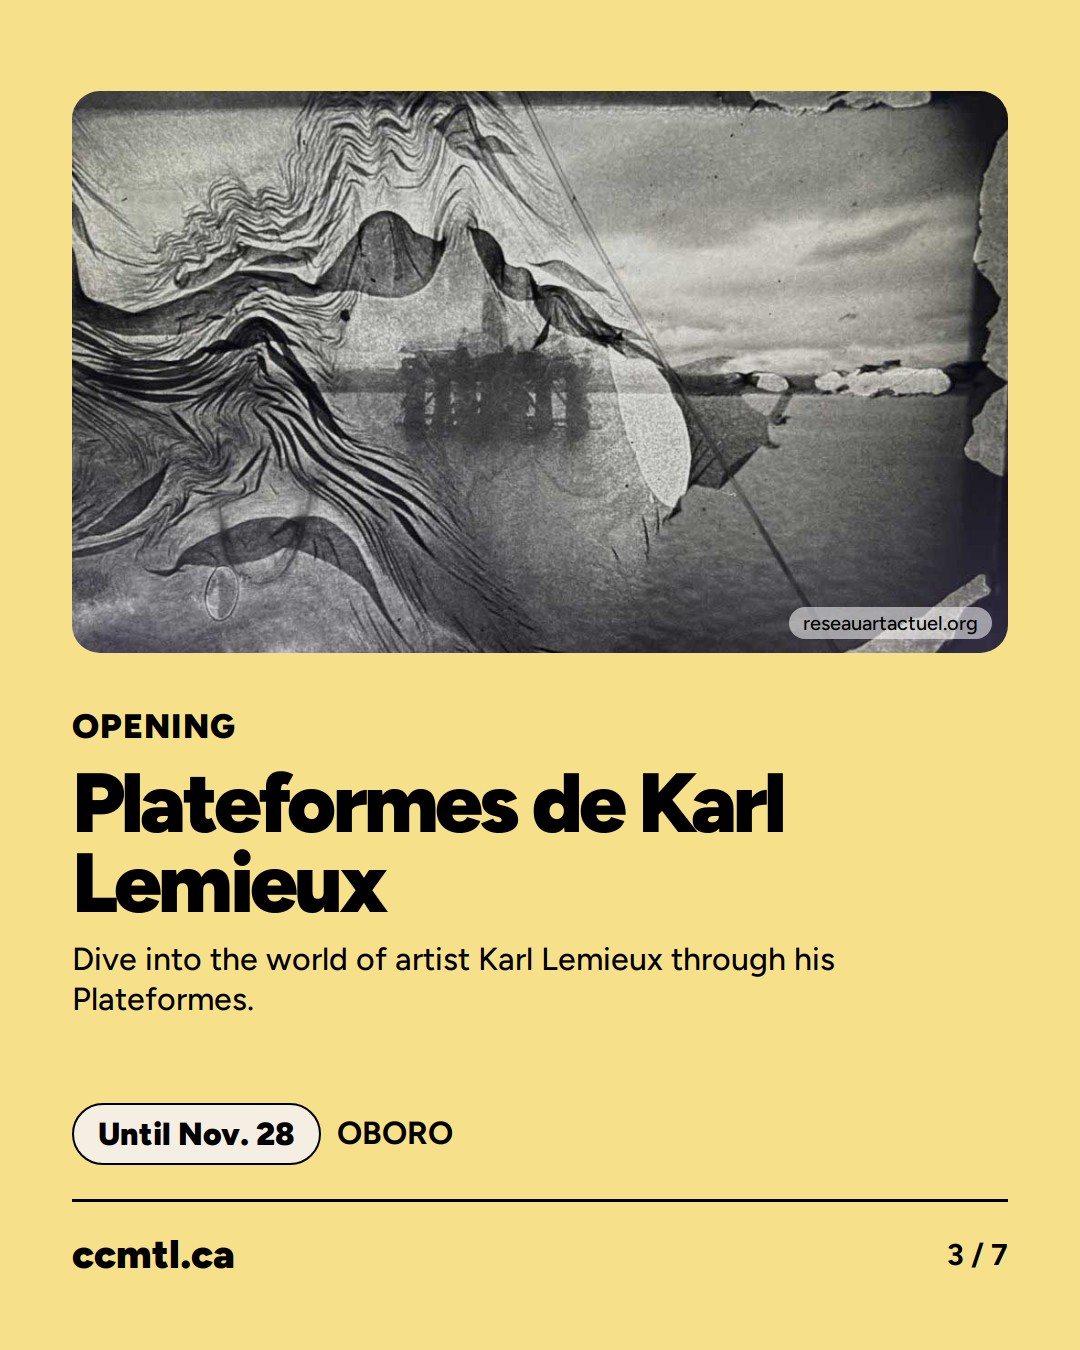 reseauartactuel.org
OPENING
Plateformes de Karl
Lemieux
Dive into the world of artist Karl Lemieux through his
Plateformes.
Until Nov. 28 OBORO
ccmtl.ca 3 / 7